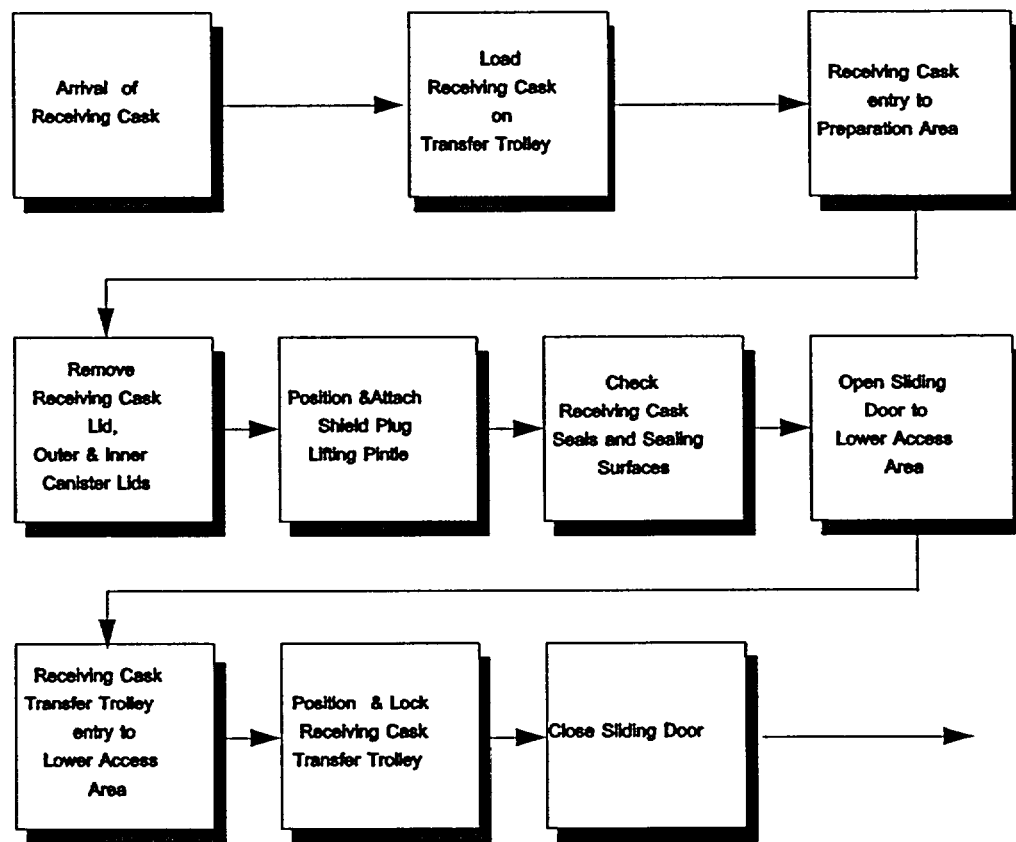 Arrival of
Receiving Cask
Load
Receiving Cask
on
Transfer Trolley
Receiving Cask
entry to
Preparation Area
Remove
Receiving Cask
Lid,
Outer & Inner
Canister Lids
Position &Attach
Shield Plug
Lifting Pintle
Check
Receiving Cask
Seals and Sealing
Surfaces
Open Sliding
Door to
Lower Access
Area
Receiving Cask
Transfer Trolley
entry to
Lower Access
Area
Position & Lock
Receiving Cask
Transfer Trolley
Close Sliding Door